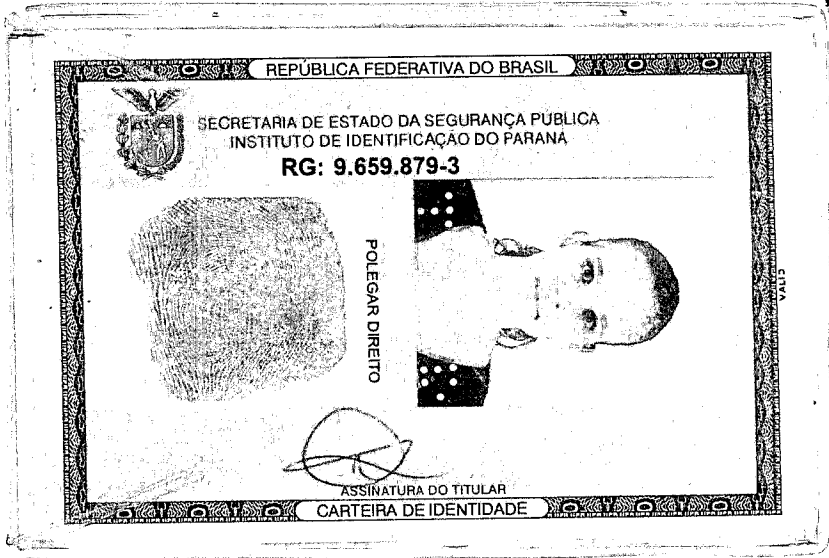 REPÚBLICA FEDERATIVA DO BRASIL
SECRETARIA DE ESTADO DA SEGURANÇA PÚBLICA
INSTITUTO DE IDENTIFICAÇÃO DO PARANÁ
RG: 9.659.879-3
POLEGAR DIREITO
ASSINATURA DO TITULAR
CARTEIRA DE IDENTIDADE